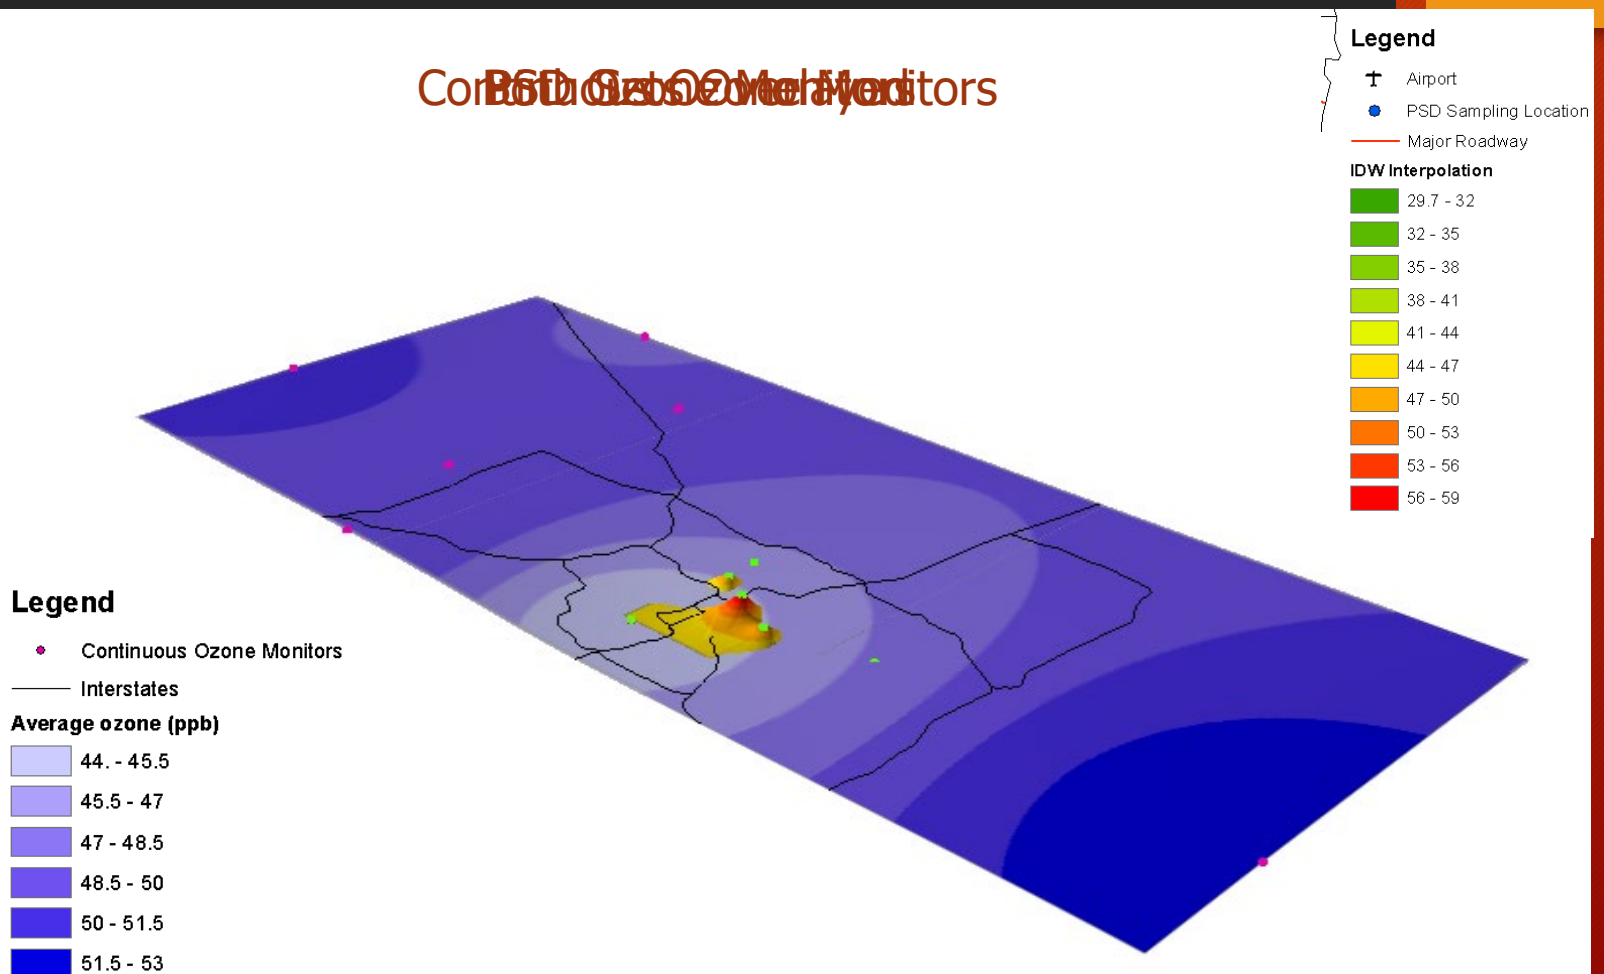 Legend
Airport
PSD Sampling Location
Major Roadway
IDW Interpolation
29.7 - 32
32 - 35
35 - 38
38 - 41
41 - 44
44 - 47
47 - 50
50 - 53
53 - 56
56 - 59
Legend
Continuous Ozone Monitors
Interstates
Average ozone (ppb)
44. - 45.5
45.5 - 47
47 - 48.5
48.5 - 50
50 - 51.5
51.5 - 53